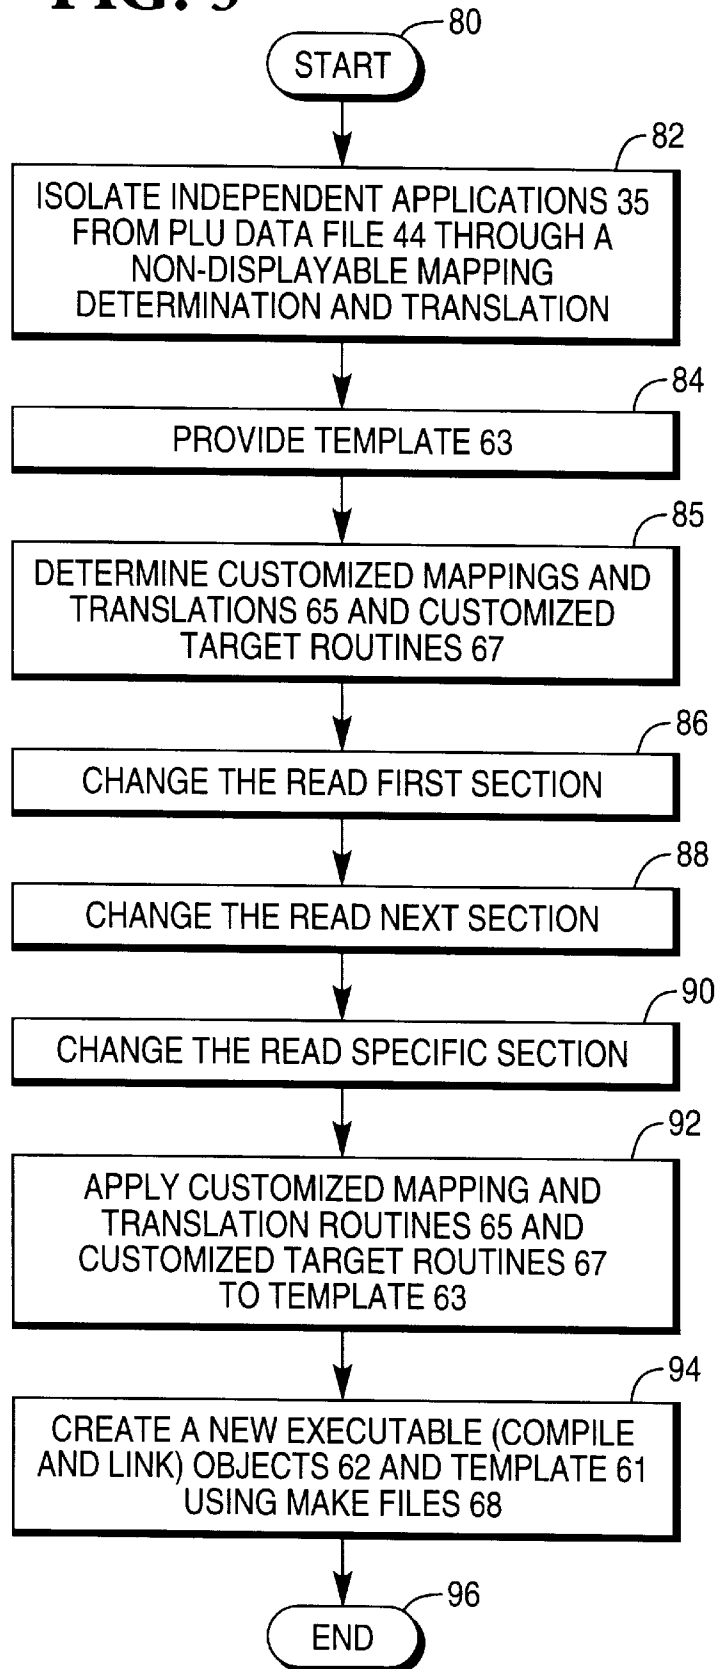 80
START
82
ISOLATE INDEPENDENT APPLICATIONS 35
FROM PLU DATA FILE 44 THROUGH A
NON-DISPLAYABLE MAPPING
DETERMINATION AND TRANSLATION
84
PROVIDE TEMPLATE 63
85
DETERMINE CUSTOMIZED MAPPINGS AND
TRANSLATIONS 65 AND CUSTOMIZED
TARGET ROUTINES 67
86
CHANGE THE READ FIRST SECTION
88
CHANGE THE READ NEXT SECTION
90
CHANGE THE READ SPECIFIC SECTION
92
APPLY CUSTOMIZED MAPPING AND
TRANSLATION ROUTINES 65 AND
CUSTOMIZED TARGET ROUTINES 67
TO TEMPLATE 63
94
CREATE A NEW EXECUTABLE (COMPILE
AND LINK) OBJECTS 62 AND TEMPLATE 61
USING MAKE FILES 68
96
END